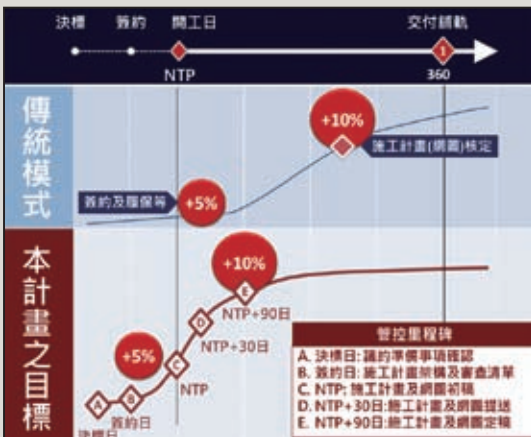 決標 簽約 開工日 交付鋪軌
1
NTP 360
傳統模式
+10%
施工計畫(網圖)核定
簽約及履保等
+5%
本計畫之目標
+10%
E
NTP+90日
D
NTP+30日
+5%
C
NTP
A B
簽約日
決標日
管控里程碑
A. 決標日: 議約準備事項確認
B. 簽約日: 施工計畫架構及審查清單
C. NTP: 施工計畫及網圖初稿
D. NTP+30日:施工計畫及網圖提送
E. NTP+90日:施工計畫及網圖定稿